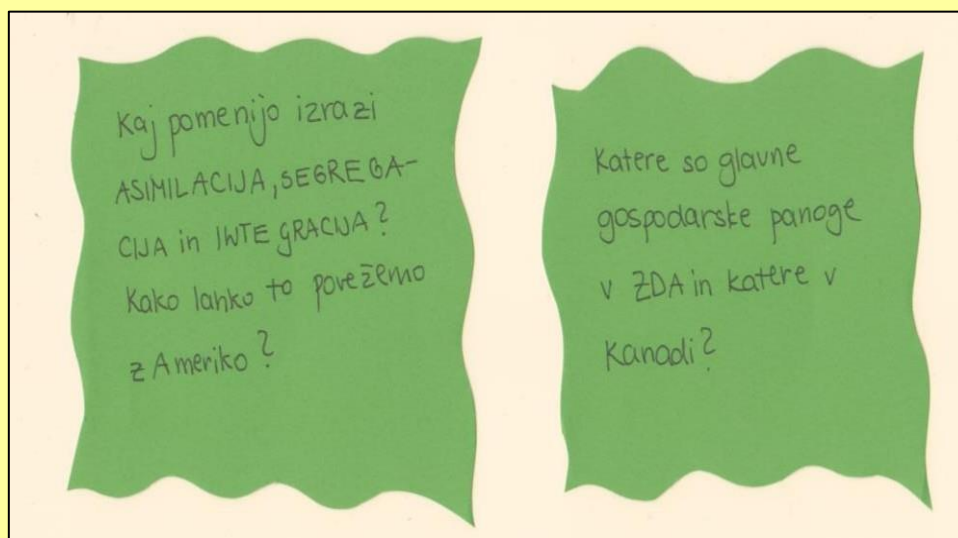 Kaj pomenijo izrazi
ASIMILACIJA, SEGREGA-
CIJA in INTEGRACIJA?
Kako lahko to povežemo
z Ameriko?
Katere so glavne
gospodarske panoge
v ZDA in katere v
Kanadi?